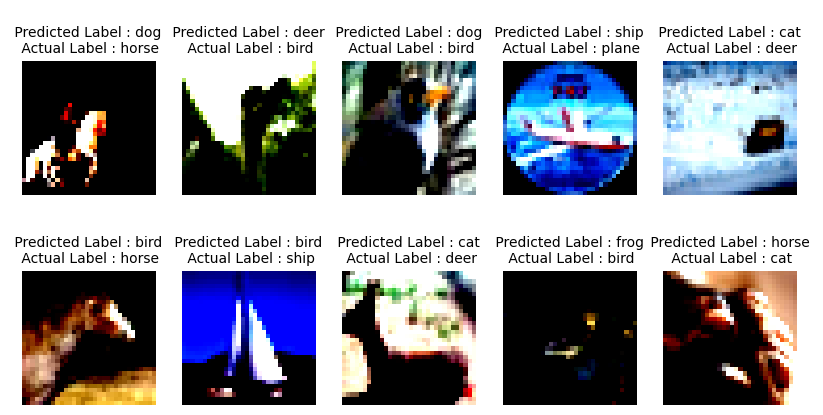 Predicted Label : dog
Actual Label : horse
Predicted Label : deer
Actual Label : bird
Predicted Label : dog
Actual Label : bird
Predicted Label : ship
Actual Label : plane
Predicted Label : cat
Actual Label : deer
Predicted Label : bird
Actual Label : horse
Predicted Label : bird
Actual Label : ship
Predicted Label : cat
Actual Label : deer
Predicted Label : frog
Actual Label : bird
Predicted Label : horse
Actual Label : cat